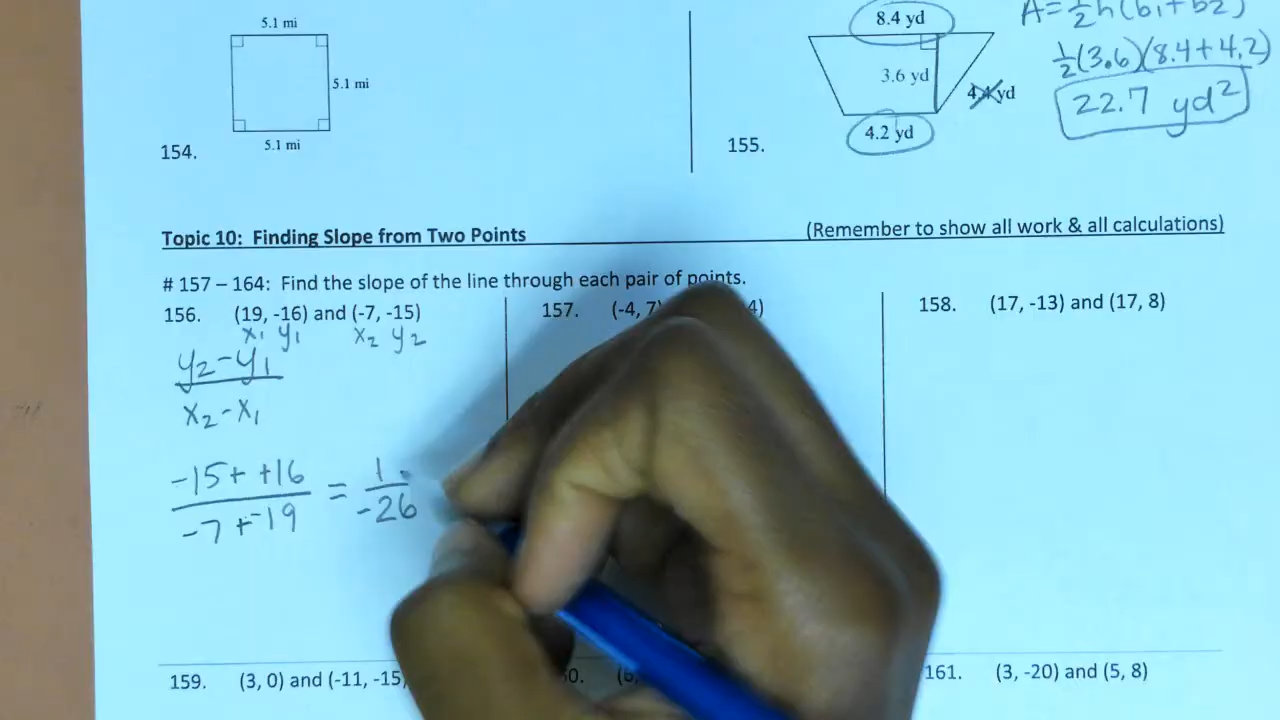 5.1 mi
5.1 mi
5.1 mi
154.
8.4 yd
3.6 yd
yd
4.2 yd
155.
A = ½h(b₁ + b₂)
½(3.6)(8.4 + 4.2)
22.7 yd²
Topic 10: Finding Slope from Two Points (Remember to show all work & all calculations)
# 157 – 164: Find the slope of the line through each pair of points.
156. (19, -16) and (-7, -15)
x₁ y₁ x₂ y₂
y₂ - y₁
x₂ - x₁
-15 + +16 = 1
-7 + -19 -26
157. (-4, 7) 4)
158. (17, -13) and (17, 8)
159. (3, 0) and (-11, -15)
0. (6,
161. (3, -20) and (5, 8)